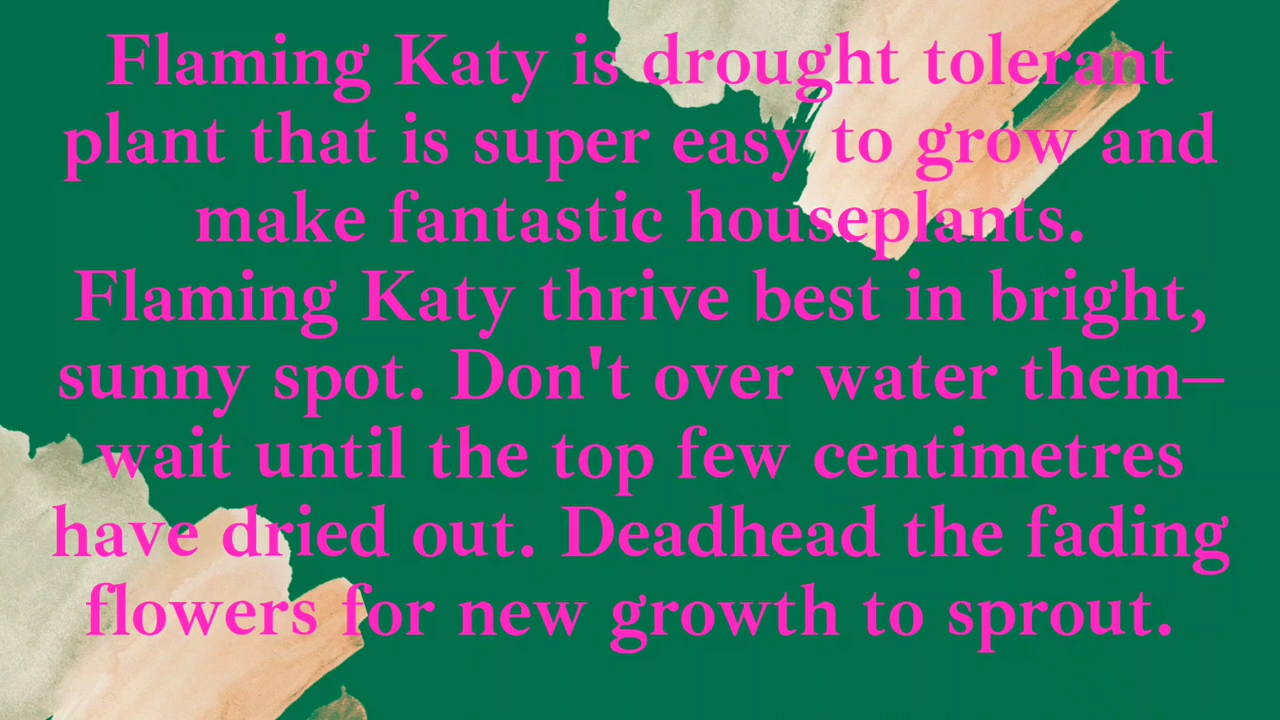 Flaming Katy is drought tolerant
plant that is super easy to grow and
make fantastic houseplants.
Flaming Katy thrive best in bright,
sunny spot. Don't over water them—
wait until the top few centimetres
have dried out. Deadhead the fading
flowers for new growth to sprout.